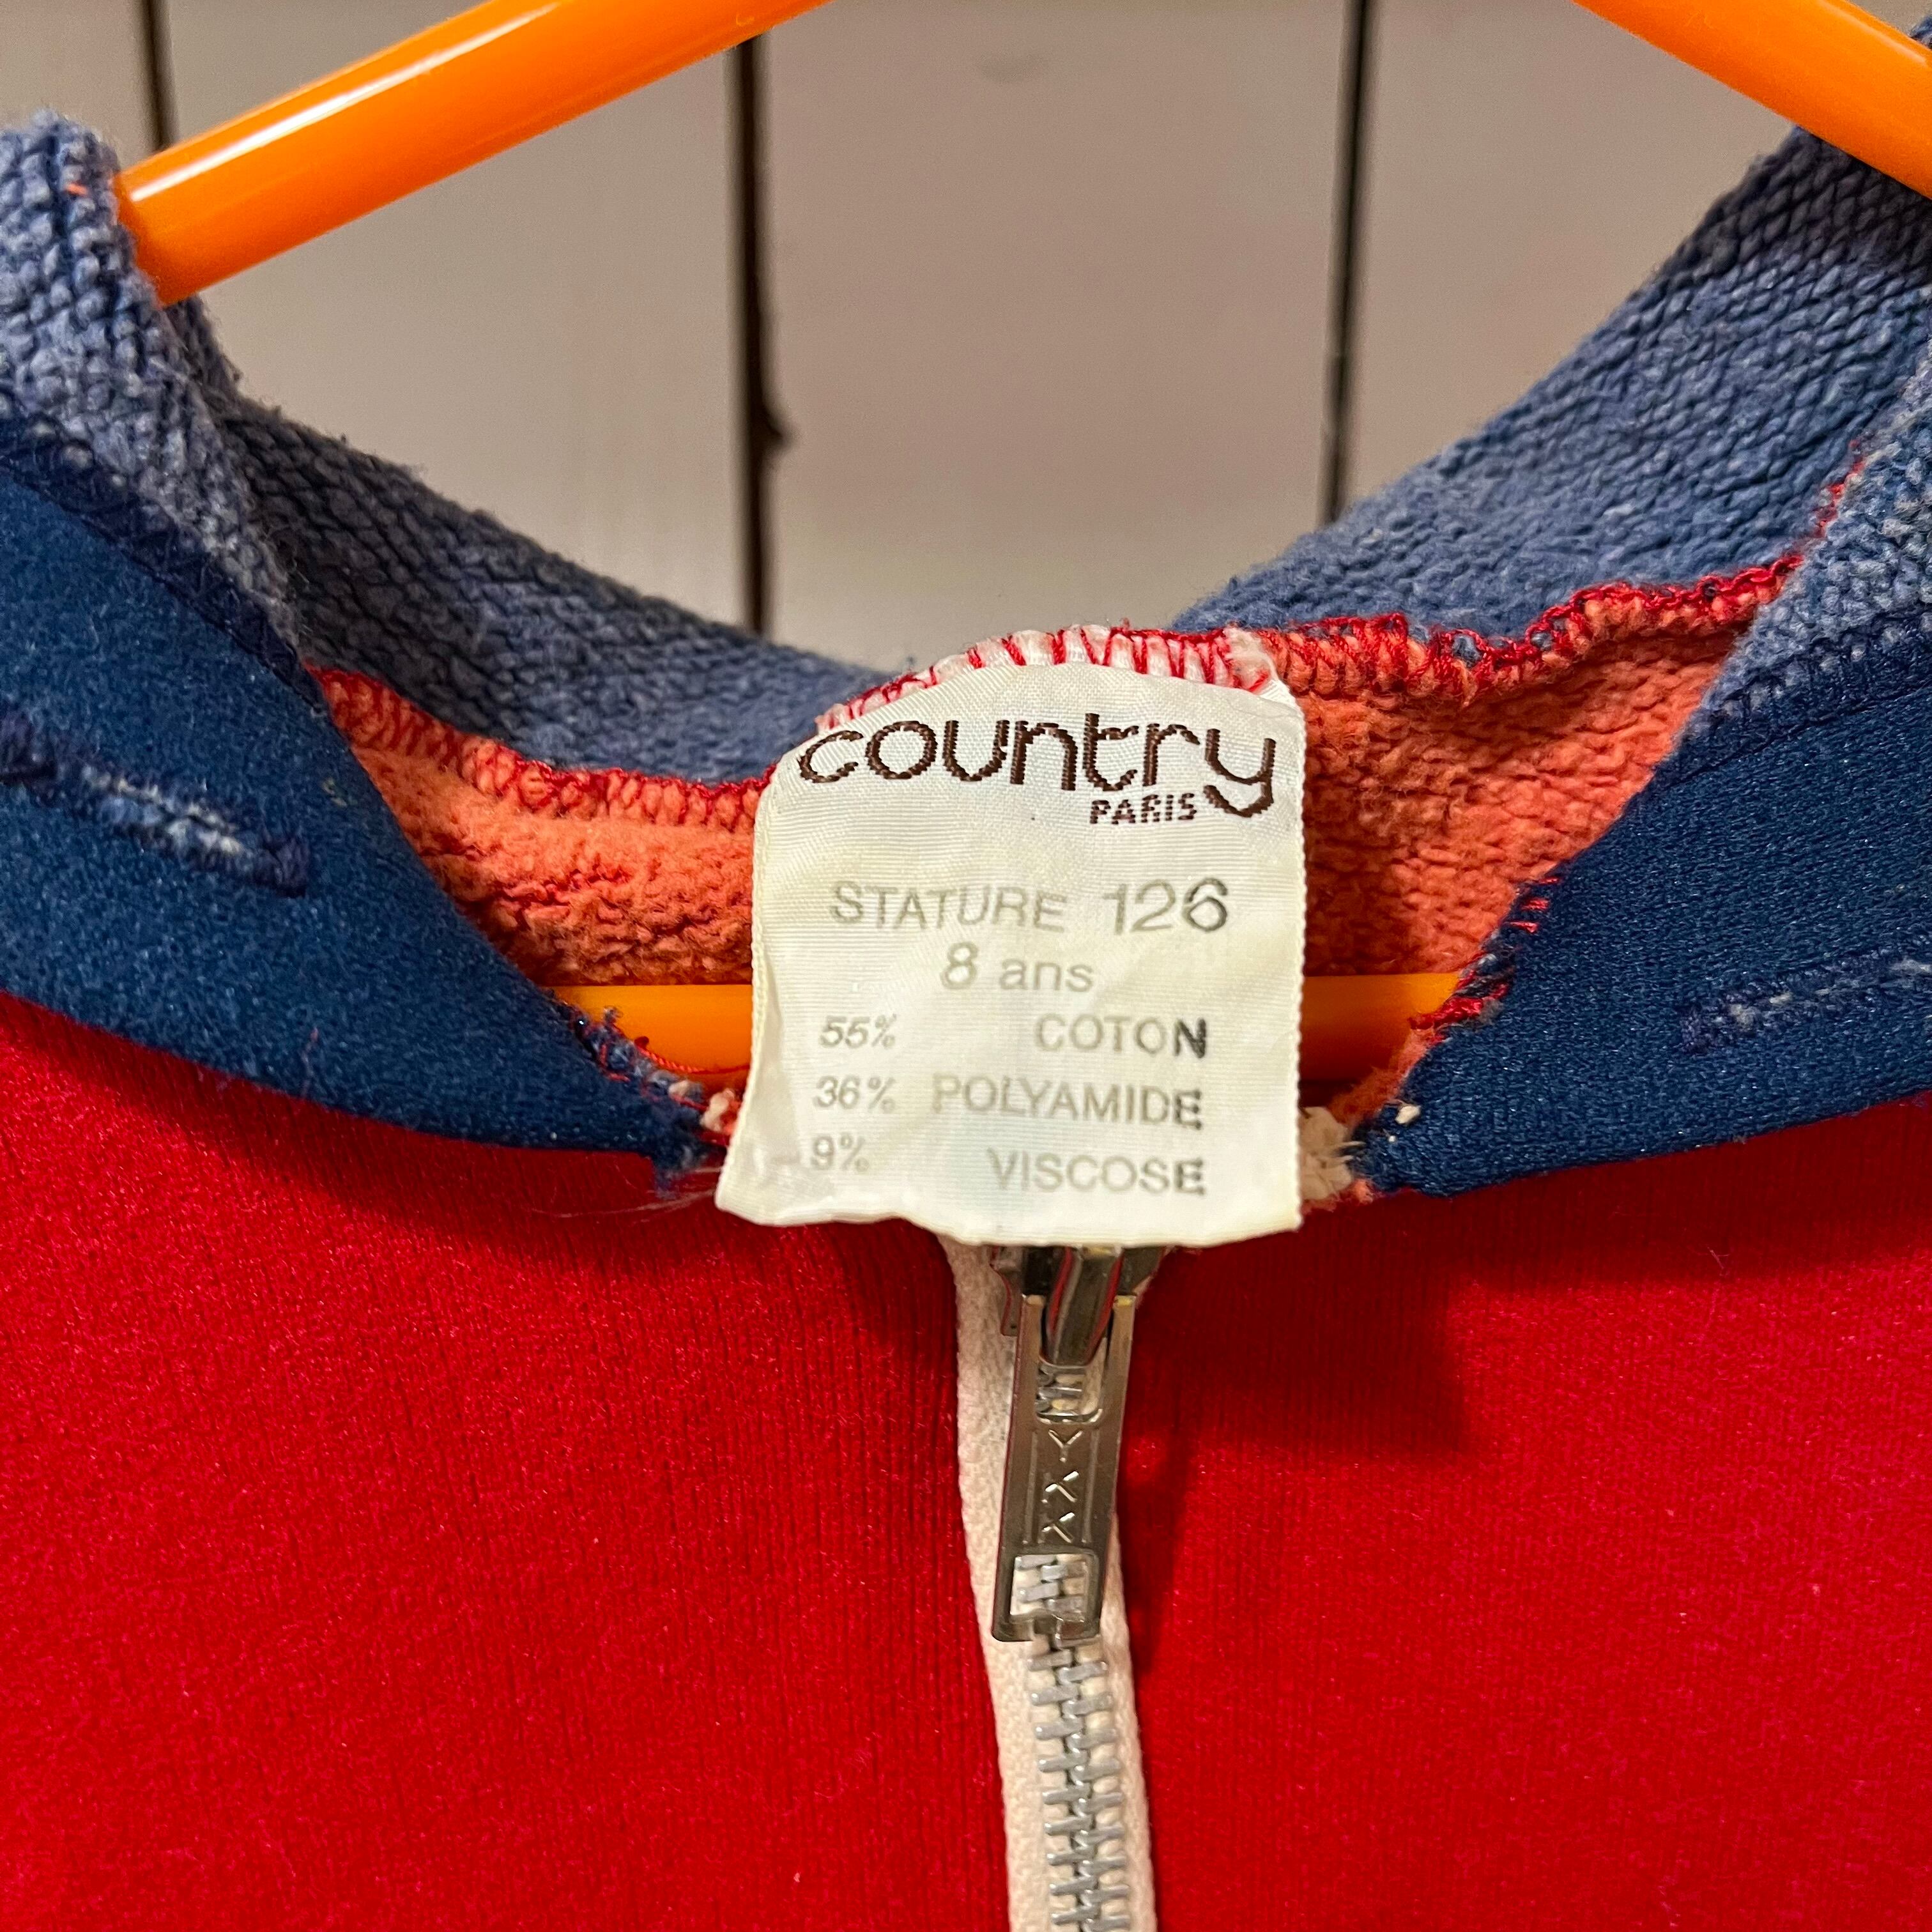 country
PARIS
STATURE 126
8 ans
55% COTON
36% POLYAMIDE
9% VISCOSE